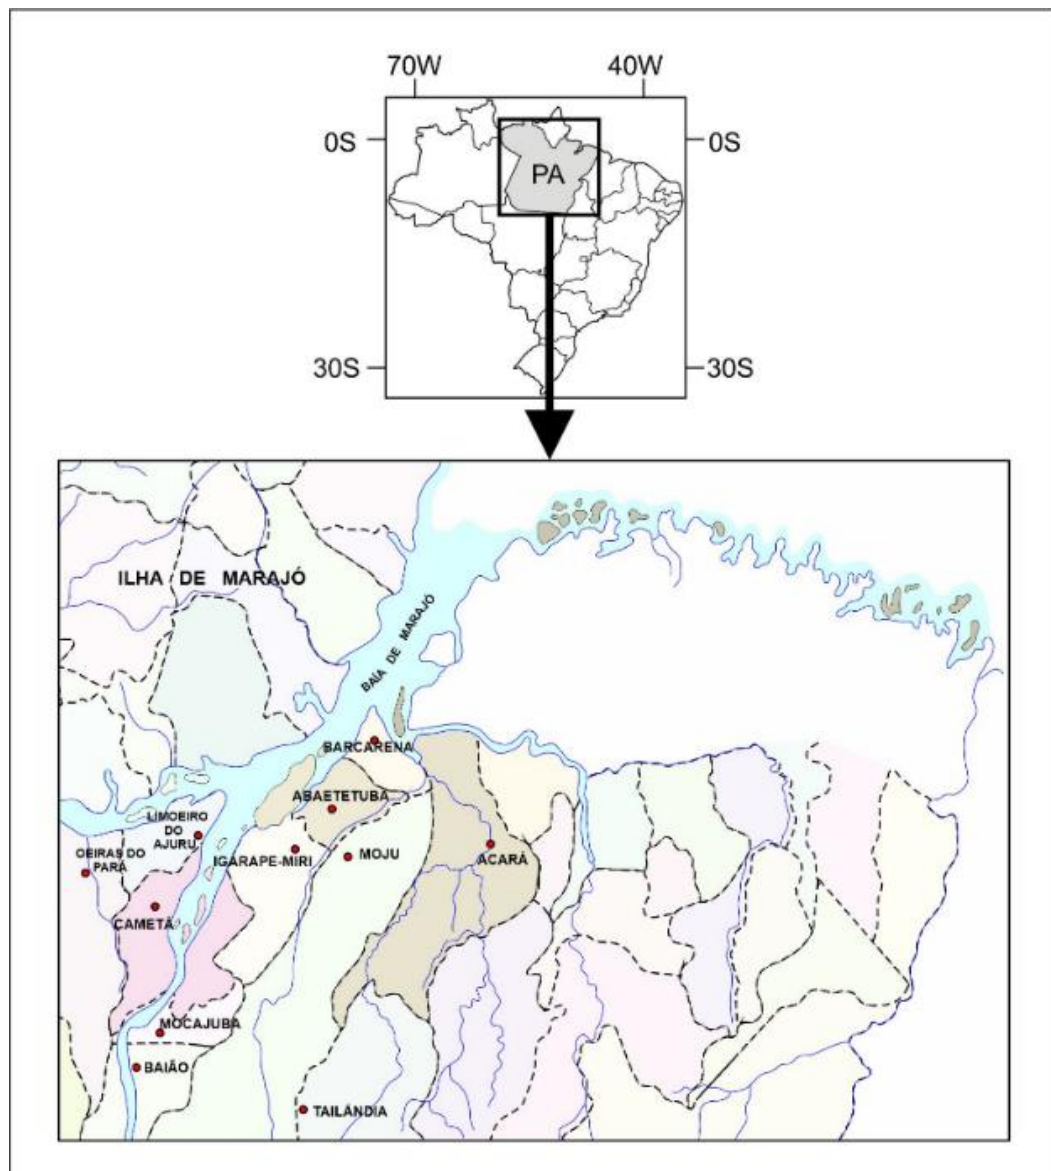 70W
40W
0S
0S
PA
30S
30S
ILHA DE MARAJÓ
BAÍA DE MARAJÓ
BARCARENA
ABAETETUBA
LIMOEIRO
DO
AJURU
OEIRAS DO
PARÁ
IGARAPE-MIRI
MOJU
ACARÁ
CAMETÁ
MOCAJUBA
BAIÃO
TAILÂNDIA